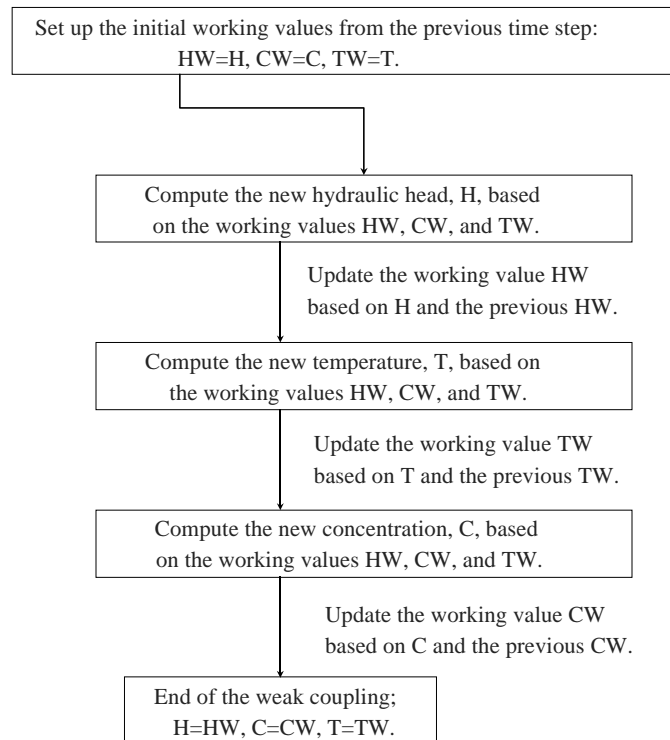 Set up the initial working values from the previous time step:
HW=H, CW=C, TW=T.
Compute the new hydraulic head, H, based
on the working values HW, CW, and TW.
Update the working value HW
based on H and the previous HW.
Compute the new temperature, T, based on
the working values HW, CW, and TW.
Update the working value TW
based on T and the previous TW.
Compute the new concentration, C, based
on the working values HW, CW, and TW.
Update the working value CW
based on C and the previous CW.
End of the weak coupling;
H=HW, C=CW, T=TW.